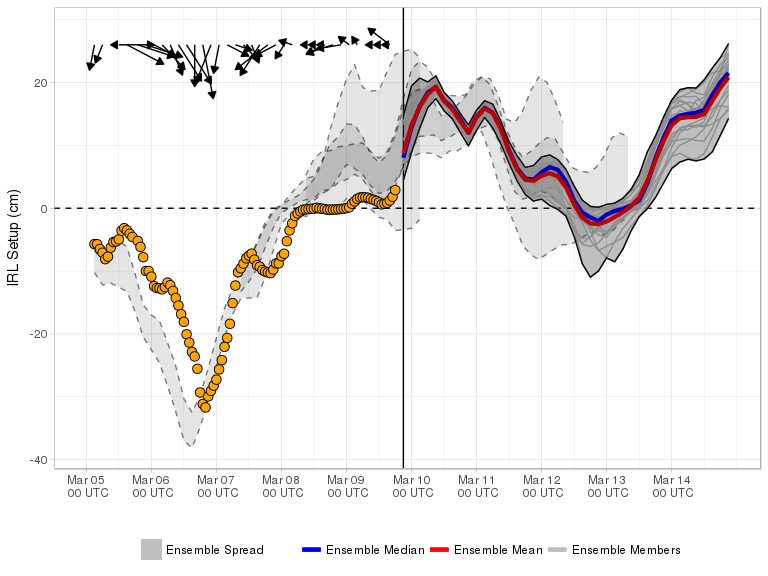 IRL Setup (cm)
20
0
-20
-40
Mar 05 Mar 06 Mar 07 Mar 08 Mar 09 Mar 10 Mar 11 Mar 12 Mar 13 Mar 14
00 UTC 00 UTC 00 UTC 00 UTC 00 UTC 00 UTC 00 UTC 00 UTC 00 UTC 00 UTC
Ensemble Spread Ensemble Median Ensemble Mean Ensemble Members